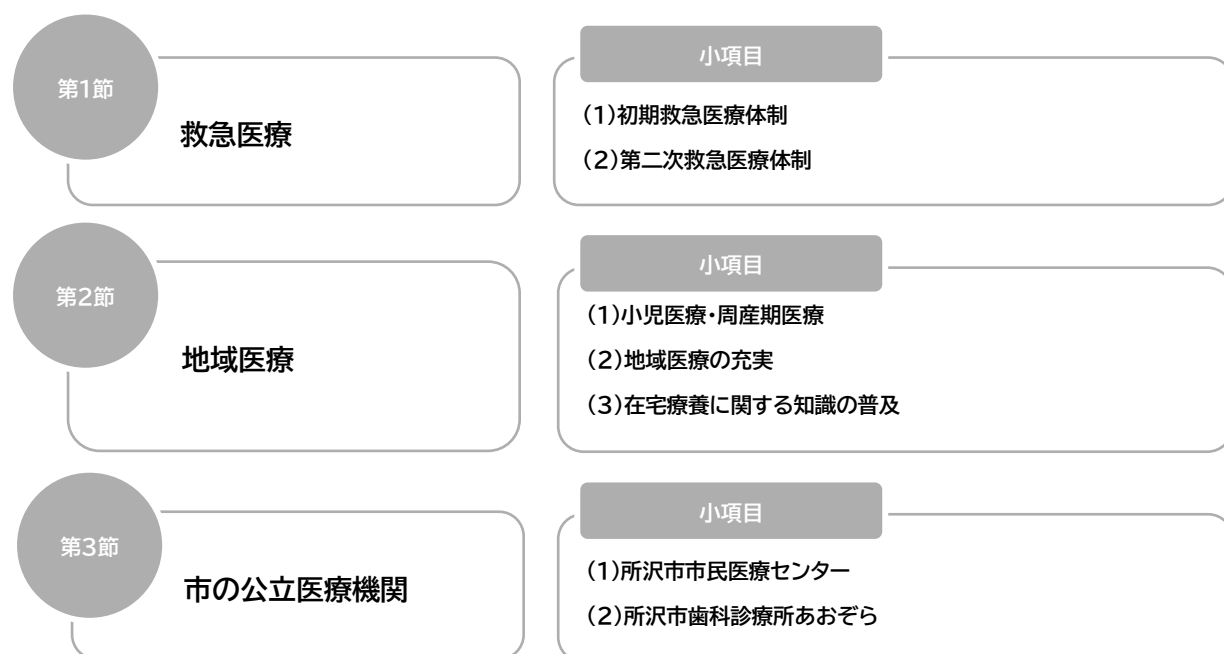 第1節
救急医療
小項目
(1)初期救急医療体制
(2)第二次救急医療体制
第2節
地域医療
小項目
(1)小児医療・周産期医療
(2)地域医療の充実
(3)在宅療養に関する知識の普及
第3節
市の公立医療機関
小項目
(1)所沢市市民医療センター
(2)所沢市歯科診療所あおぞら